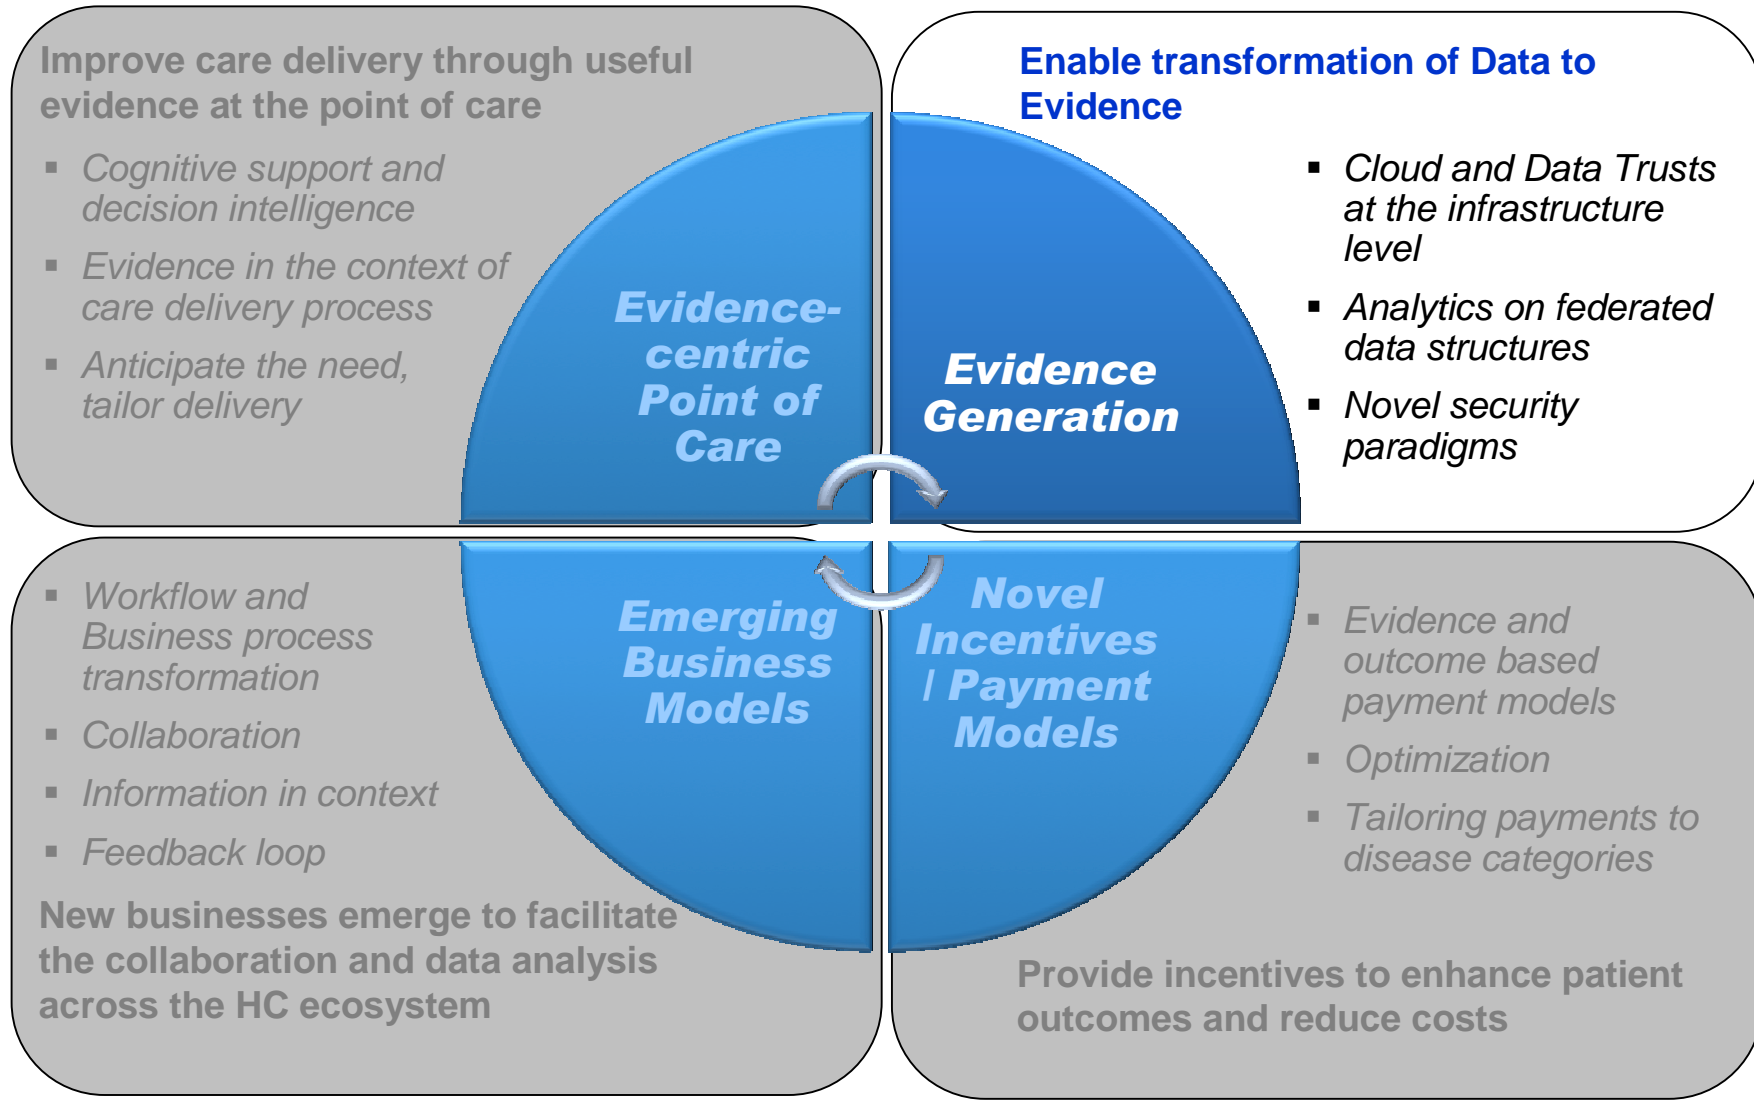 Improve care delivery through useful
evidence at the point of care
▪ Cognitive support and
decision intelligence
▪ Evidence in the context of
care delivery process
▪ Anticipate the need,
tailor delivery
Evidence-
centric
Point of
Care
Enable transformation of Data to
Evidence
▪ Cloud and Data Trusts
at the infrastructure
level
▪ Analytics on federated
data structures
▪ Novel security
paradigms
Evidence
Generation
▪ Workflow and
Business process
transformation
▪ Collaboration
▪ Information in context
▪ Feedback loop
New businesses emerge to facilitate
the collaboration and data analysis
across the HC ecosystem
Emerging
Business
Models
Novel
Incentives
/ Payment
Models
▪ Evidence and
outcome based
payment models
▪ Optimization
▪ Tailoring payments to
disease categories
Provide incentives to enhance patient
outcomes and reduce costs